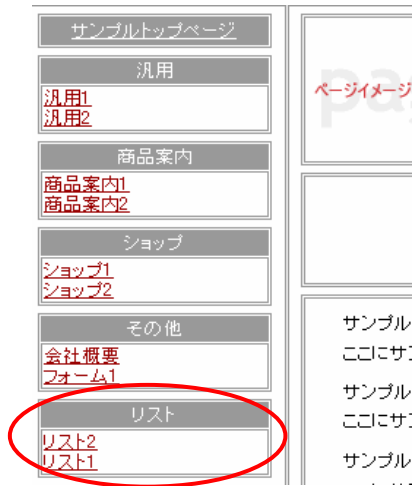 サンプルトップページ
汎用
汎用1
汎用2
商品案内
商品案内1
商品案内2
ショップ
ショップ1
ショップ2
その他
会社概要
フォーム1
リスト
リスト2
リスト1
ページイメージ
サンプル
ここにサ
サンプル
ここにサ
サンプル